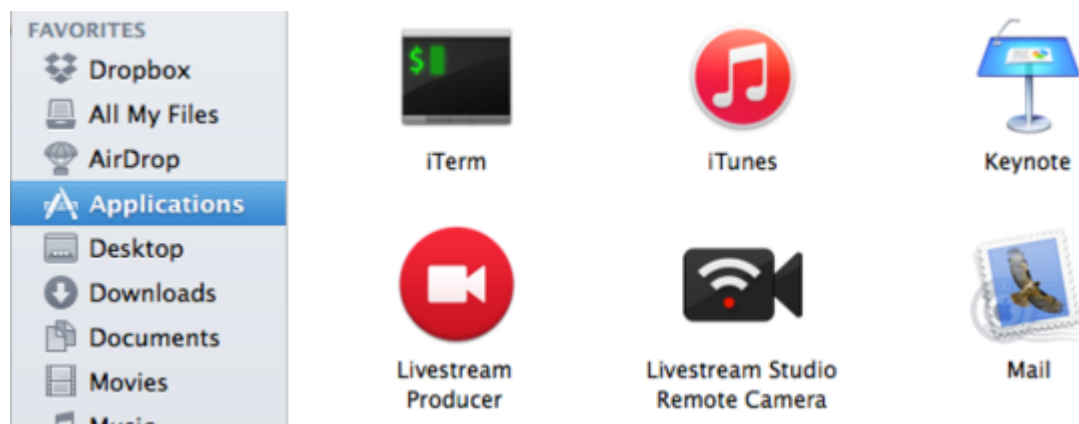 FAVORITES
Dropbox
All My Files
AirDrop
Applications
Desktop
Downloads
Documents
Movies
Music
$
iTerm
iTunes
Keynote
Livestream
Producer
Livestream Studio
Remote Camera
Mail